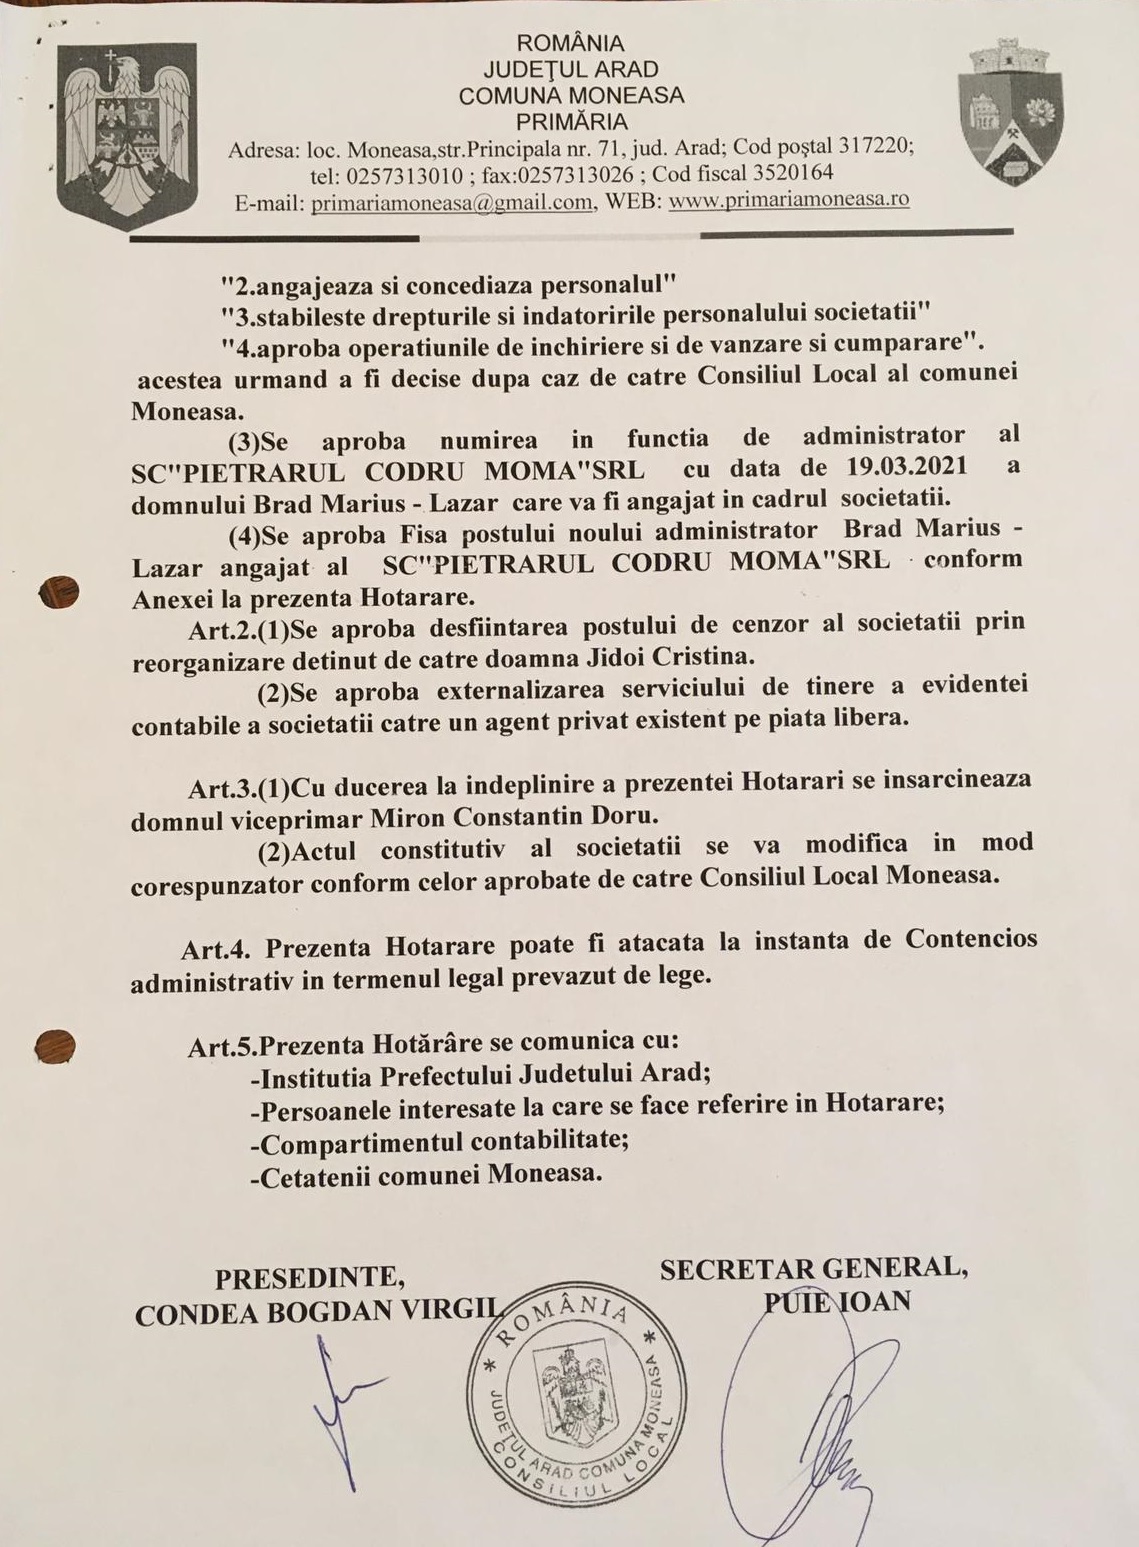 ROMÂNIA
JUDEŢUL ARAD
COMUNA MONEASA
PRIMĂRIA
Adresa: loc. Moneasa,str.Principala nr. 71, jud. Arad; Cod poştal 317220;
tel: 0257313010 ; fax:0257313026 ; Cod fiscal 3520164
E-mail: primariamoneasa@gmail.com, WEB: www.primariamoneasa.ro
"2.angajeaza si concediaza personalul"
"3.stabileste drepturile si indatoririle personalului societatii"
"4.aproba operatiunile de inchiriere si de vanzare si cumparare".
acestea urmand a fi decise dupa caz de catre Consiliul Local al comunei
Moneasa.
(3)Se aproba numirea in functia de administrator al
SC"PIETRARUL CODRU MOMA"SRL cu data de 19.03.2021 a
domnului Brad Marius - Lazar care va fi angajat in cadrul societatii.
(4)Se aproba Fisa postului noului administrator Brad Marius -
Lazar angajat al SC"PIETRARUL CODRU MOMA"SRL conform
Anexei la prezenta Hotarare.
Art.2.(1)Se aproba desfiintarea postului de cenzor al societatii prin
reorganizare detinut de catre doamna Jidoi Cristina.
(2)Se aproba externalizarea serviciului de tinere a evidentei
contabile a societatii catre un agent privat existent pe piata libera.
Art.3.(1)Cu ducerea la indeplinire a prezentei Hotarari se insarcineaza
domnul viceprimar Miron Constantin Doru.
(2)Actul constitutiv al societatii se va modifica in mod
corespunzator conform celor aprobate de catre Consiliul Local Moneasa.
Art.4. Prezenta Hotarare poate fi atacata la instanta de Contencios
administrativ in termenul legal prevazut de lege.
Art.5.Prezenta Hotărâre se comunica cu:
-Institutia Prefectului Judetului Arad;
-Persoanele interesate la care se face referire in Hotarare;
-Compartimentul contabilitate;
-Cetatenii comunei Moneasa.
PRESEDINTE,
CONDEA BOGDAN VIRGIL
SECRETAR GENERAL,
PUIE IOAN
* ROMÂNIA *
JUDEŢUL ARAD COMUNA MONEASA
CONSILIUL LOCAL